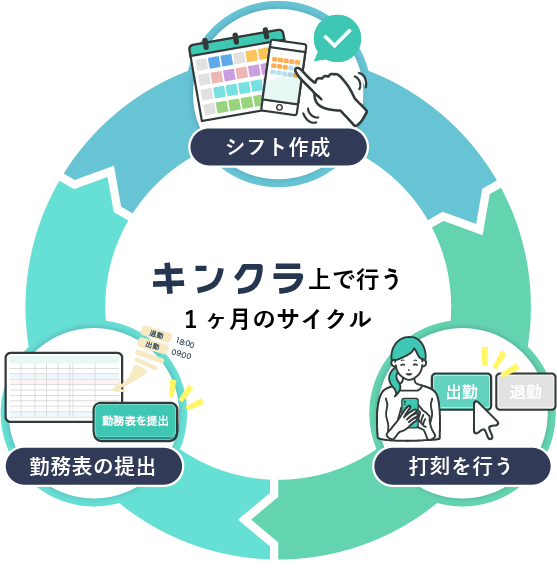 シフト作成
キンクラ上で行う
1ヶ月のサイクル
退勤 18:00
出勤 09:00
勤務表を提出
勤務表の提出
出勤
退勤
打刻を行う